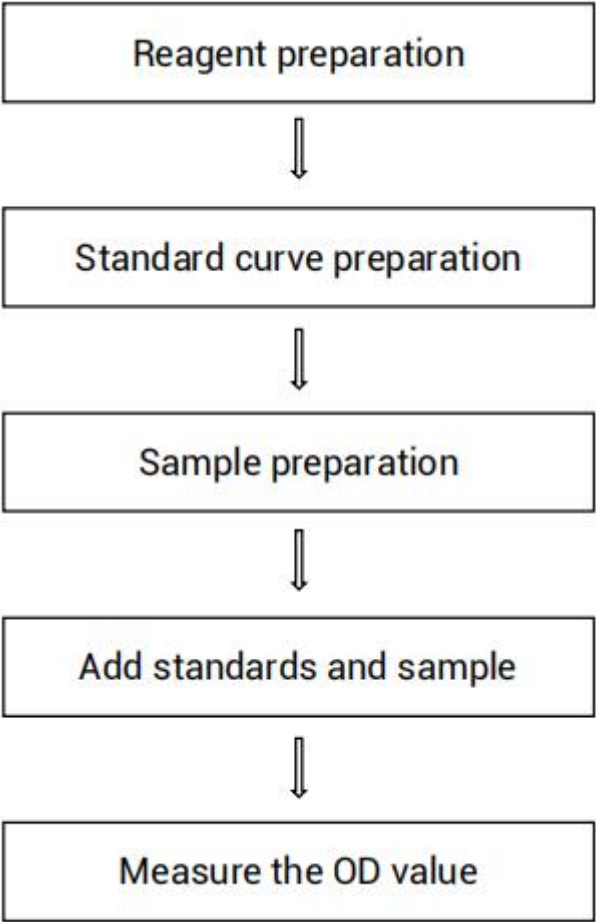 Reagent preparation
Standard curve preparation
Sample preparation
Add standards and sample
Measure the OD value